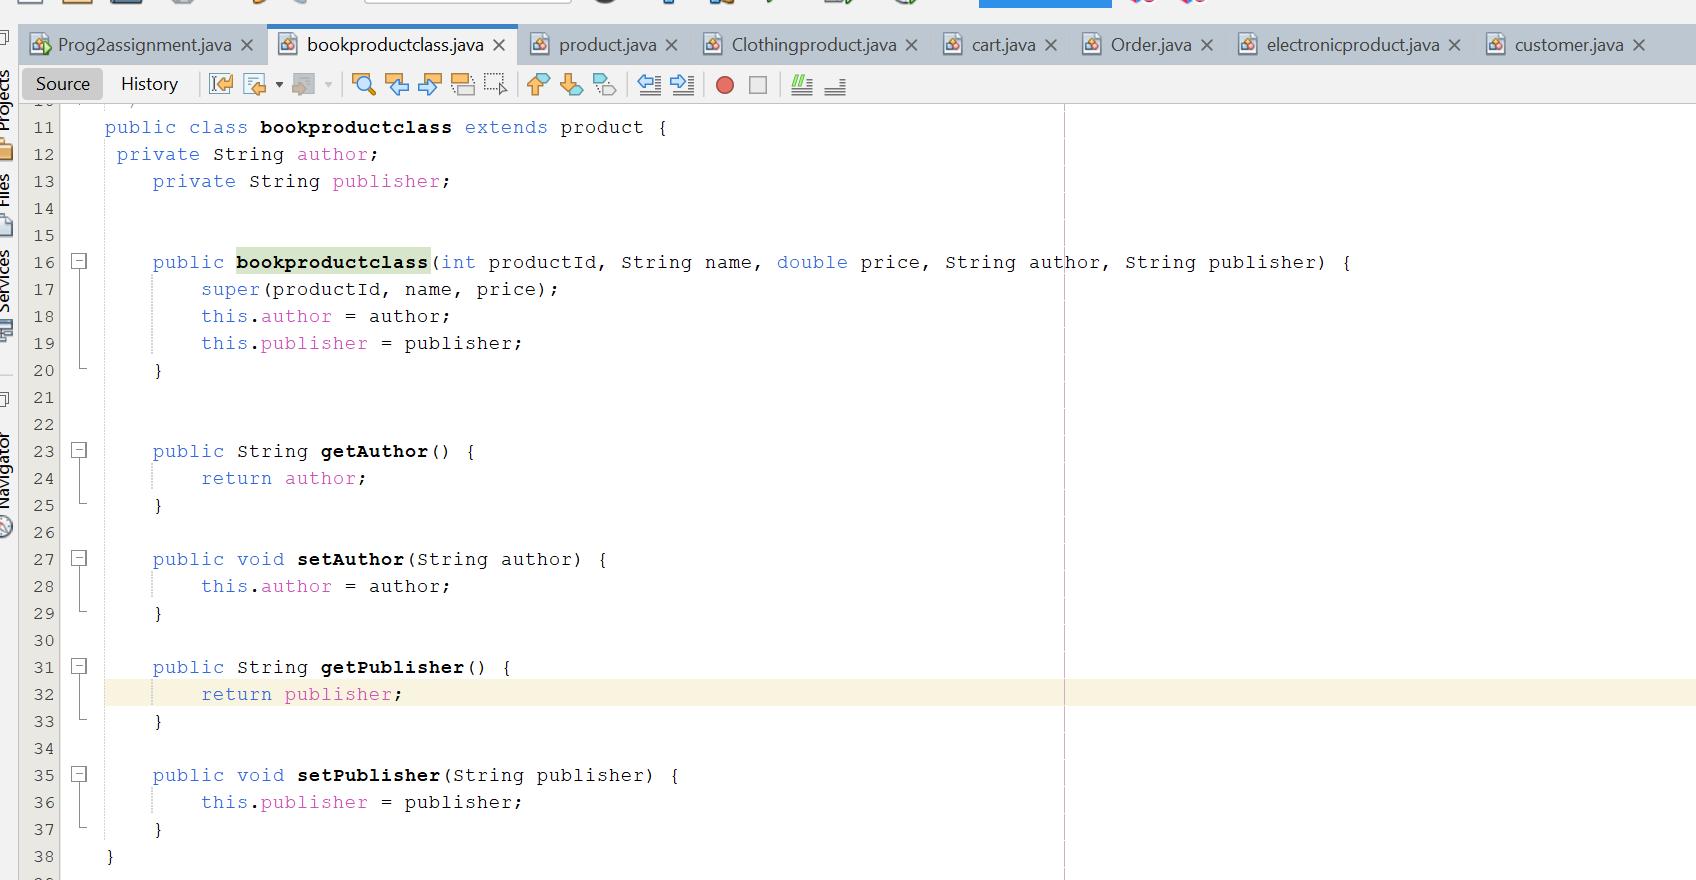 Prog2assignment.java bookproductclass.java product.java Clothingproduct.java cart.java Order.java electronicproduct.java customer.java
Source History
Projects
Files
Services
Navigator
11 public class bookproductclass extends product {
12 private String author;
13 private String publisher;
14
15
16 public bookproductclass(int productId, String name, double price, String author, String publisher) {
17 super(productId, name, price);
18 this.author = author;
19 this.publisher = publisher;
20 }
21
22
23 public String getAuthor() {
24 return author;
25 }
26
27 public void setAuthor(String author) {
28 this.author = author;
29 }
30
31 public String getPublisher() {
32 return publisher;
33 }
34
35 public void setPublisher(String publisher) {
36 this.publisher = publisher;
37 }
38 }